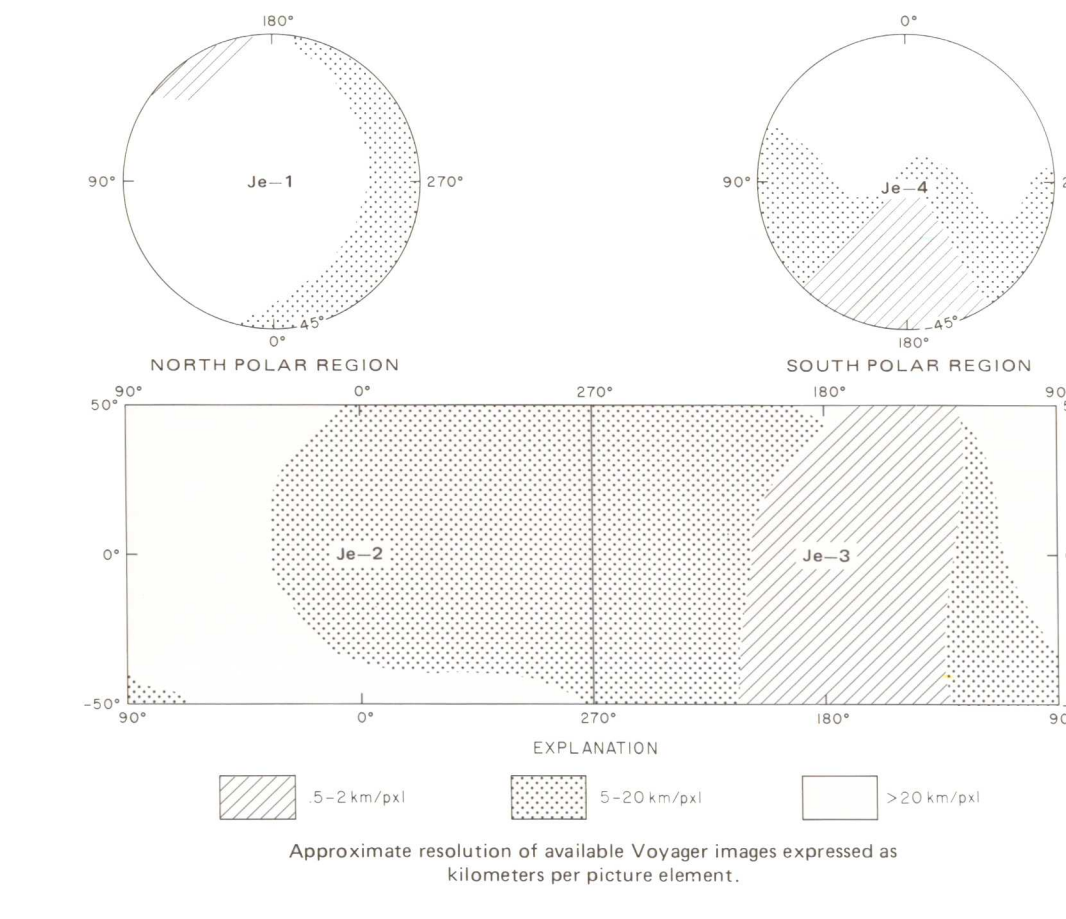 180° 0°
90° Je—1 270° 90° Je—4
45° 45°
0° 180°
NORTH POLAR REGION SOUTH POLAR REGION
90° 0° 270° 180°
50°
0° Je—2 Je—3
-50°
90° 0° 270° 180°
EXPLANATION
.5–2 km/pxl 5–20 km/pxl >20 km/pxl
Approximate resolution of available Voyager images expressed as
kilometers per picture element.